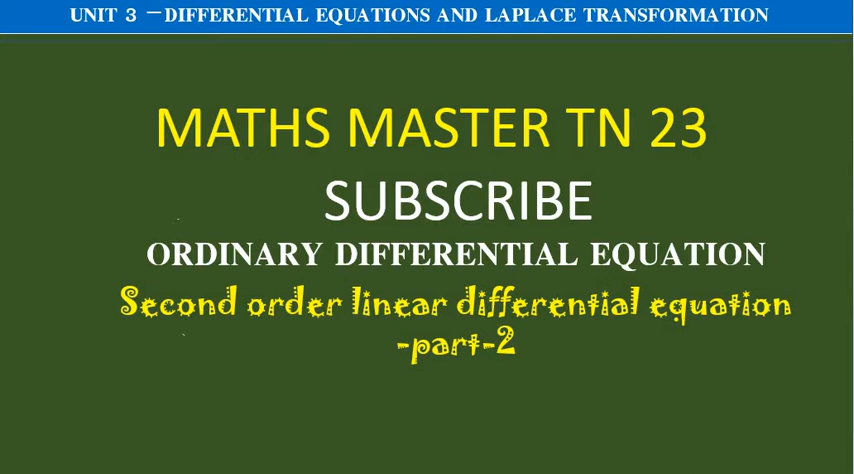 UNIT 3 –DIFFERENTIAL EQUATIONS AND LAPLACE TRANSFORMATION
MATHS MASTER TN 23
SUBSCRIBE
ORDINARY DIFFERENTIAL EQUATION
Second order linear differential equation
-part-2